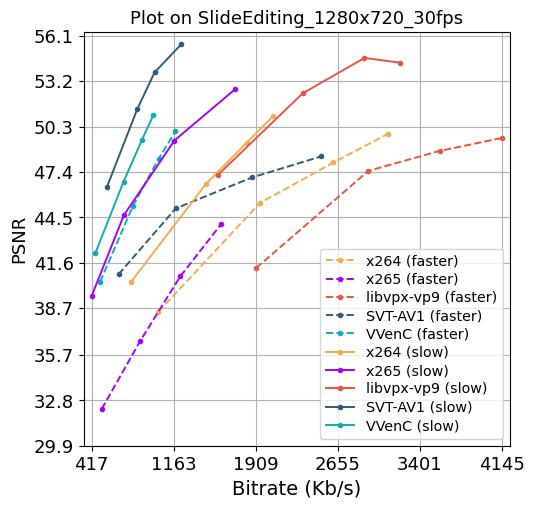 Plot on SlideEditing_1280x720_30fps
56.1
53.2
50.3
47.4
44.5
41.6
38.7
35.7
32.8
29.9
PSNR
x264 (faster)
x265 (faster)
libvpx-vp9 (faster)
SVT-AV1 (faster)
VVenC (faster)
x264 (slow)
x265 (slow)
libvpx-vp9 (slow)
SVT-AV1 (slow)
VVenC (slow)
417 1163 1909 2655 3401 4145
Bitrate (Kb/s)